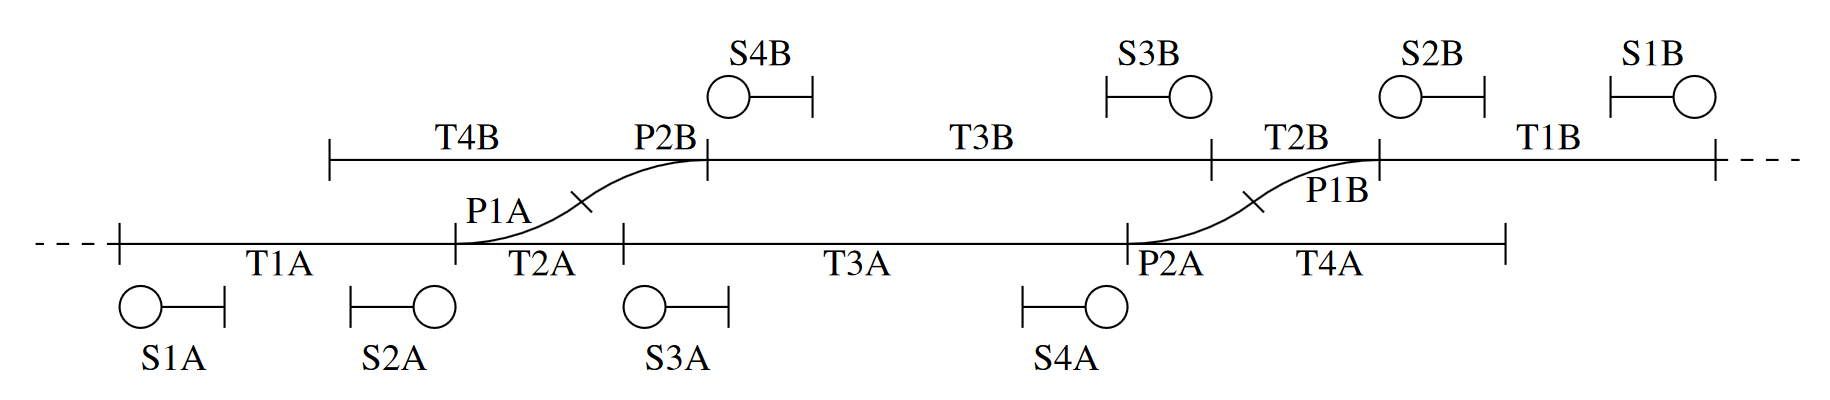 S4B S3B S2B S1B
T4B P2B T3B T2B T1B
P1A P1B
T1A T2A T3A P2A T4A
S1A S2A S3A S4A